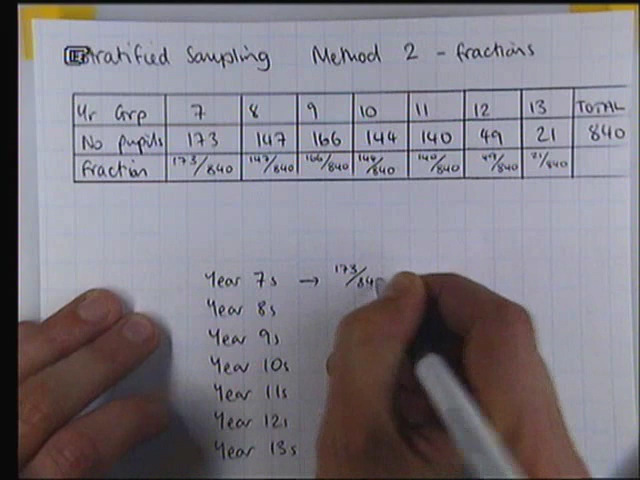 Stratified Sampling Method 2 - fractions
Yr Grp 7 8 9 10 11 12 13 TOTAL
No pupils 173 147 166 144 140 49 21 840
Fraction 173/840 147/840 166/840 144/840 140/840 49/840 21/840
Year 7s → 173/840
Year 8s
Year 9s
Year 10s
Year 11s
Year 12s
Year 13s